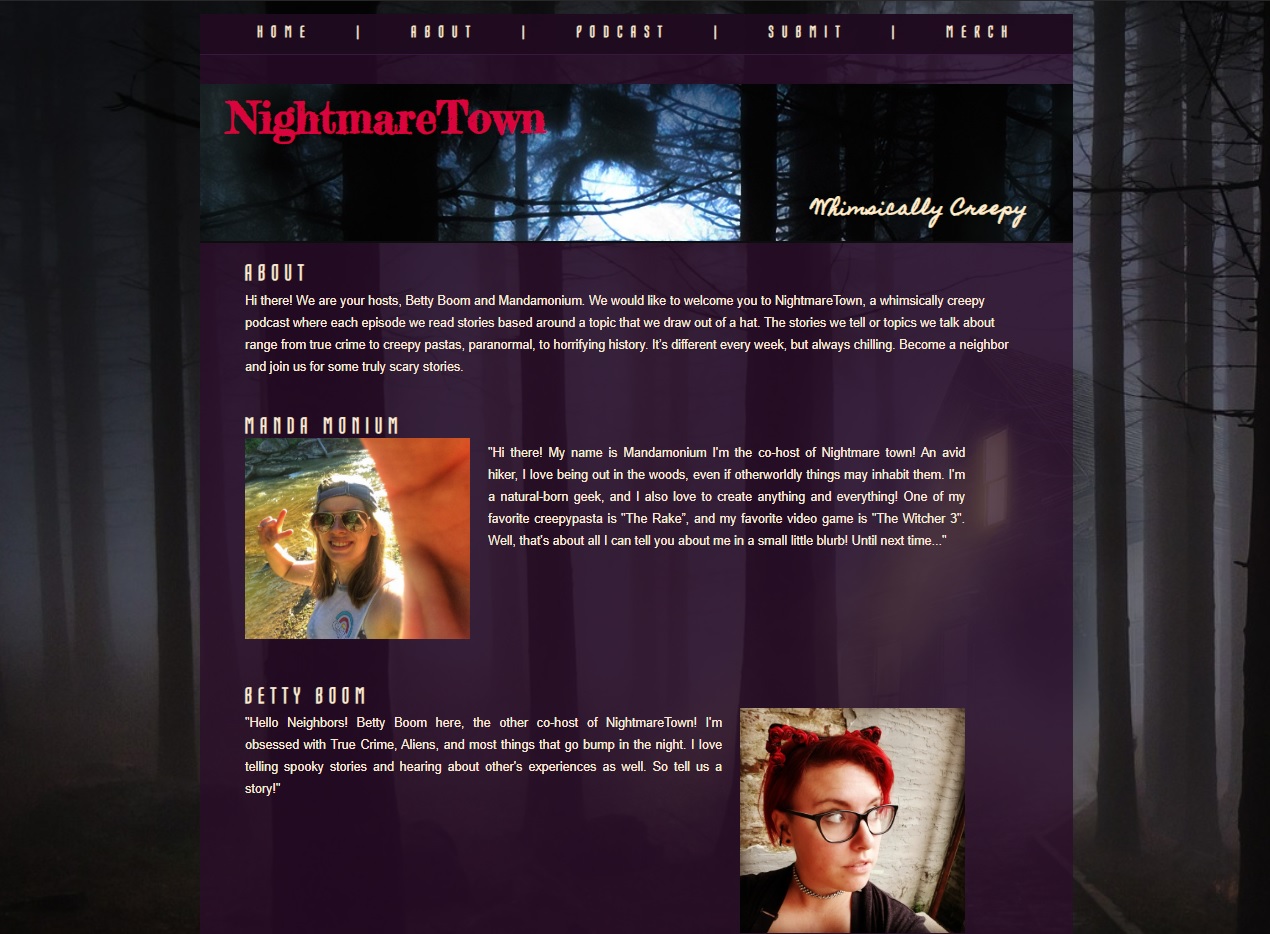 HOME | ABOUT | PODCAST | SUBMIT | MERCH
NightmareTown
Whimsically Creepy
ABOUT
Hi there! We are your hosts, Betty Boom and Mandamonium. We would like to welcome you to NightmareTown, a whimsically creepy
podcast where each episode we read stories based around a topic that we draw out of a hat. The stories we tell or topics we talk about
range from true crime to creepy pastas, paranormal, to horrifying history. It's different every week, but always chilling. Become a neighbor
and join us for some truly scary stories.
MANDA MONIUM
"Hi there! My name is Mandamonium I'm the co-host of Nightmare town! An avid
hiker, I love being out in the woods, even if otherworldly things may inhabit them. I'm
a natural-born geek, and I also love to create anything and everything! One of my
favorite creepypasta is "The Rake", and my favorite video game is "The Witcher 3".
Well, that's about all I can tell you about me in a small little blurb! Until next time..."
BETTY BOOM
"Hello Neighbors! Betty Boom here, the other co-host of NightmareTown! I'm
obsessed with True Crime, Aliens, and most things that go bump in the night. I love
telling spooky stories and hearing about other's experiences as well. So tell us a
story!"